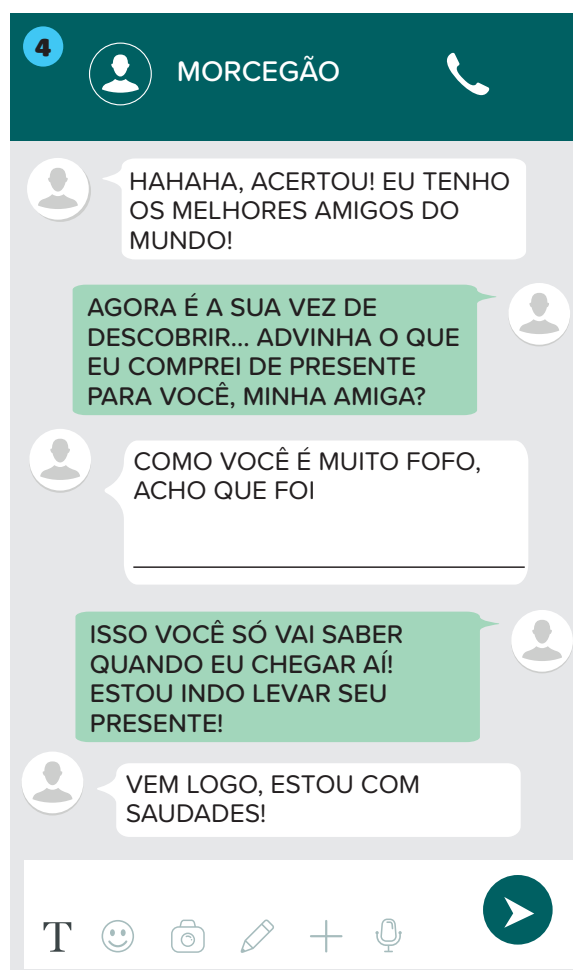 4
MORCEGÃO
HAHAHA, ACERTOU! EU TENHO
OS MELHORES AMIGOS DO
MUNDO!
AGORA É A SUA VEZ DE
DESCOBRIR... ADVINHA O QUE
EU COMPREI DE PRESENTE
PARA VOCÊ, MINHA AMIGA?
COMO VOCÊ É MUITO FOFO,
ACHO QUE FOI
ISSO VOCÊ SÓ VAI SABER
QUANDO EU CHEGAR AÍ!
ESTOU INDO LEVAR SEU
PRESENTE!
VEM LOGO, ESTOU COM
SAUDADES!
T